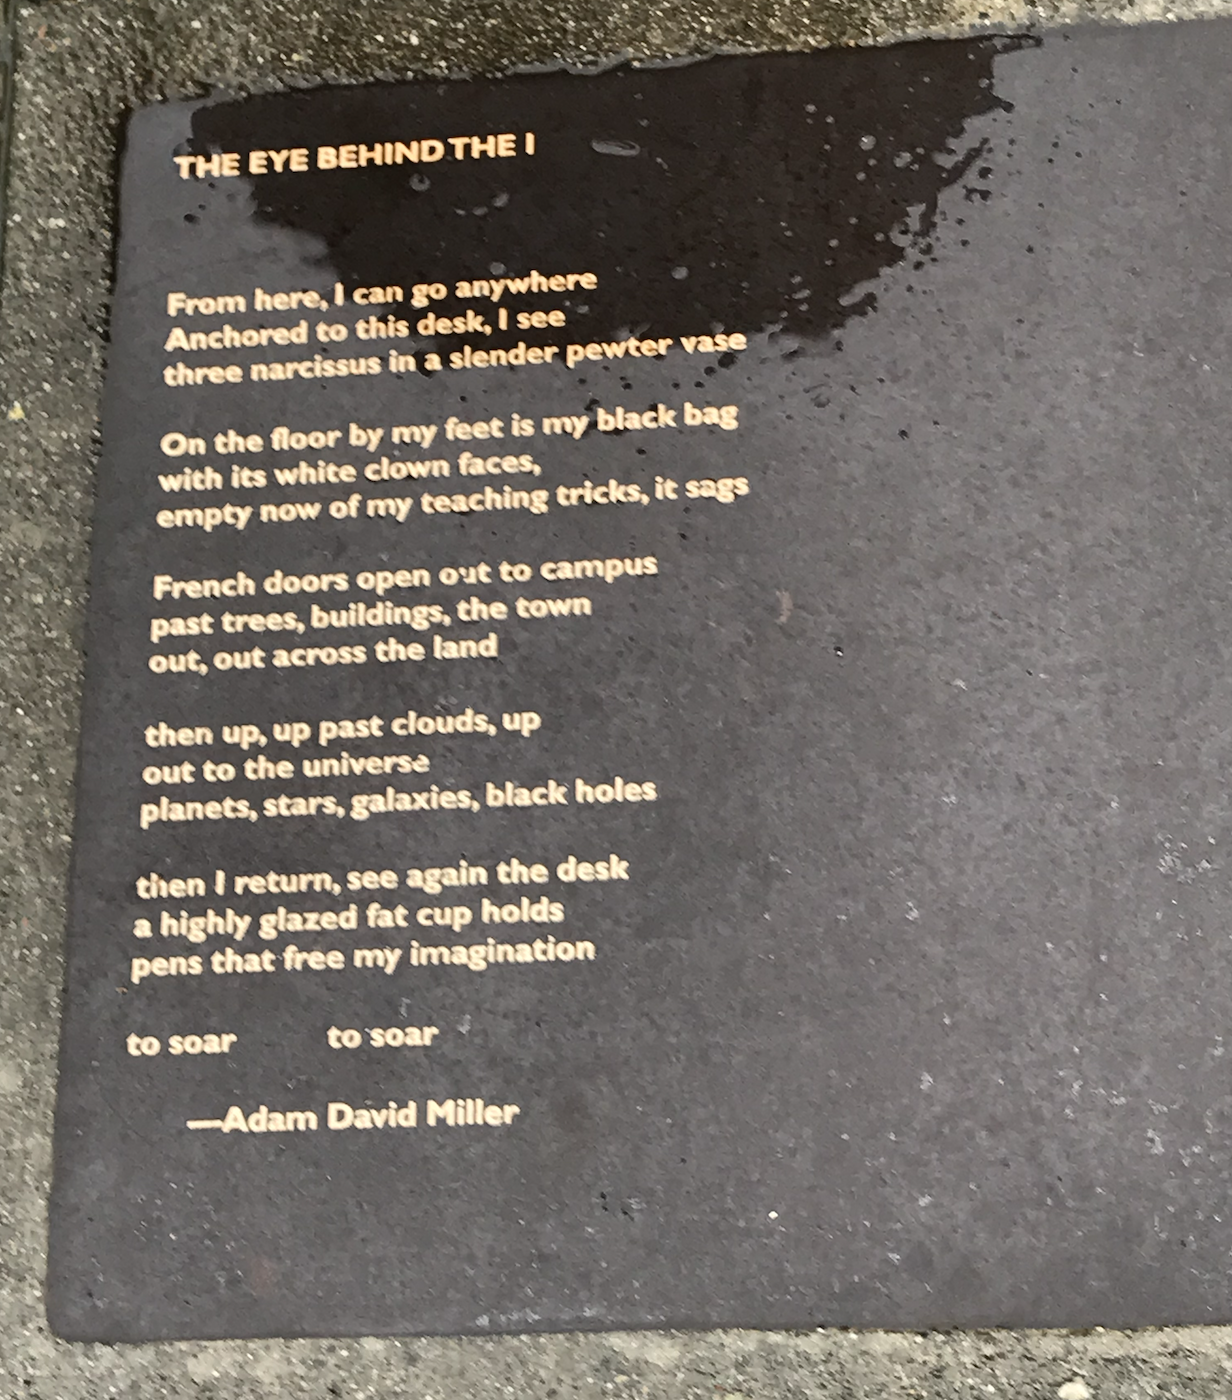 THE EYE BEHIND THE I
From here, I can go anywhere
Anchored to this desk, I see
three narcissus in a slender pewter vase
On the floor by my feet is my black bag
with its white clown faces,
empty now of my teaching tricks, it sags
French doors open out to campus
past trees, buildings, the town
out, out across the land
then up, up past clouds, up
out to the universe
planets, stars, galaxies, black holes
then I return, see again the desk
a highly glazed fat cup holds
pens that free my imagination
to soar to soar
—Adam David Miller